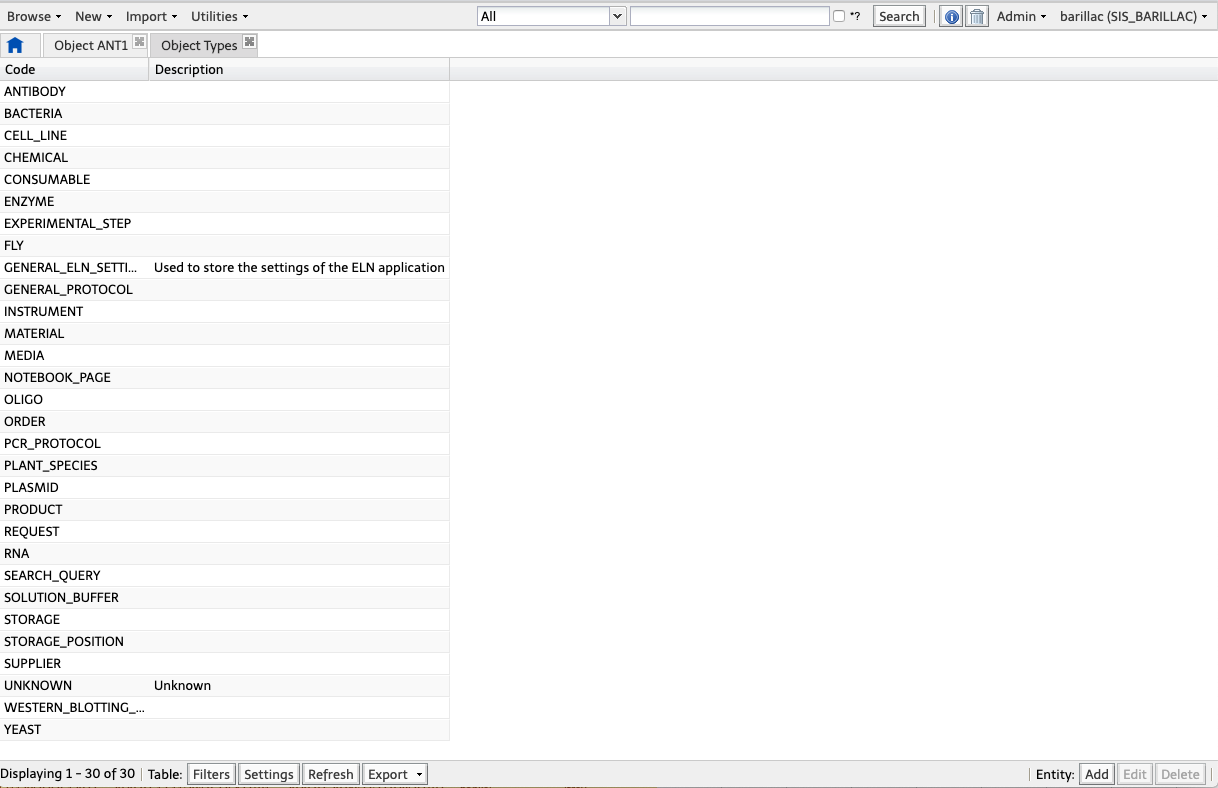 Browse New Import Utilities All *? Search Admin barillac (SIS_BARILLAC)
Object ANT1 Object Types
Code Description
ANTIBODY
BACTERIA
CELL_LINE
CHEMICAL
CONSUMABLE
ENZYME
EXPERIMENTAL_STEP
FLY
GENERAL_ELN_SETTI... Used to store the settings of the ELN application
GENERAL_PROTOCOL
INSTRUMENT
MATERIAL
MEDIA
NOTEBOOK_PAGE
OLIGO
ORDER
PCR_PROTOCOL
PLANT_SPECIES
PLASMID
PRODUCT
REQUEST
RNA
SEARCH_QUERY
SOLUTION_BUFFER
STORAGE
STORAGE_POSITION
SUPPLIER
UNKNOWN Unknown
WESTERN_BLOTTING_...
YEAST
Displaying 1 - 30 of 30 Table: Filters Settings Refresh Export Entity: Add Edit Delete